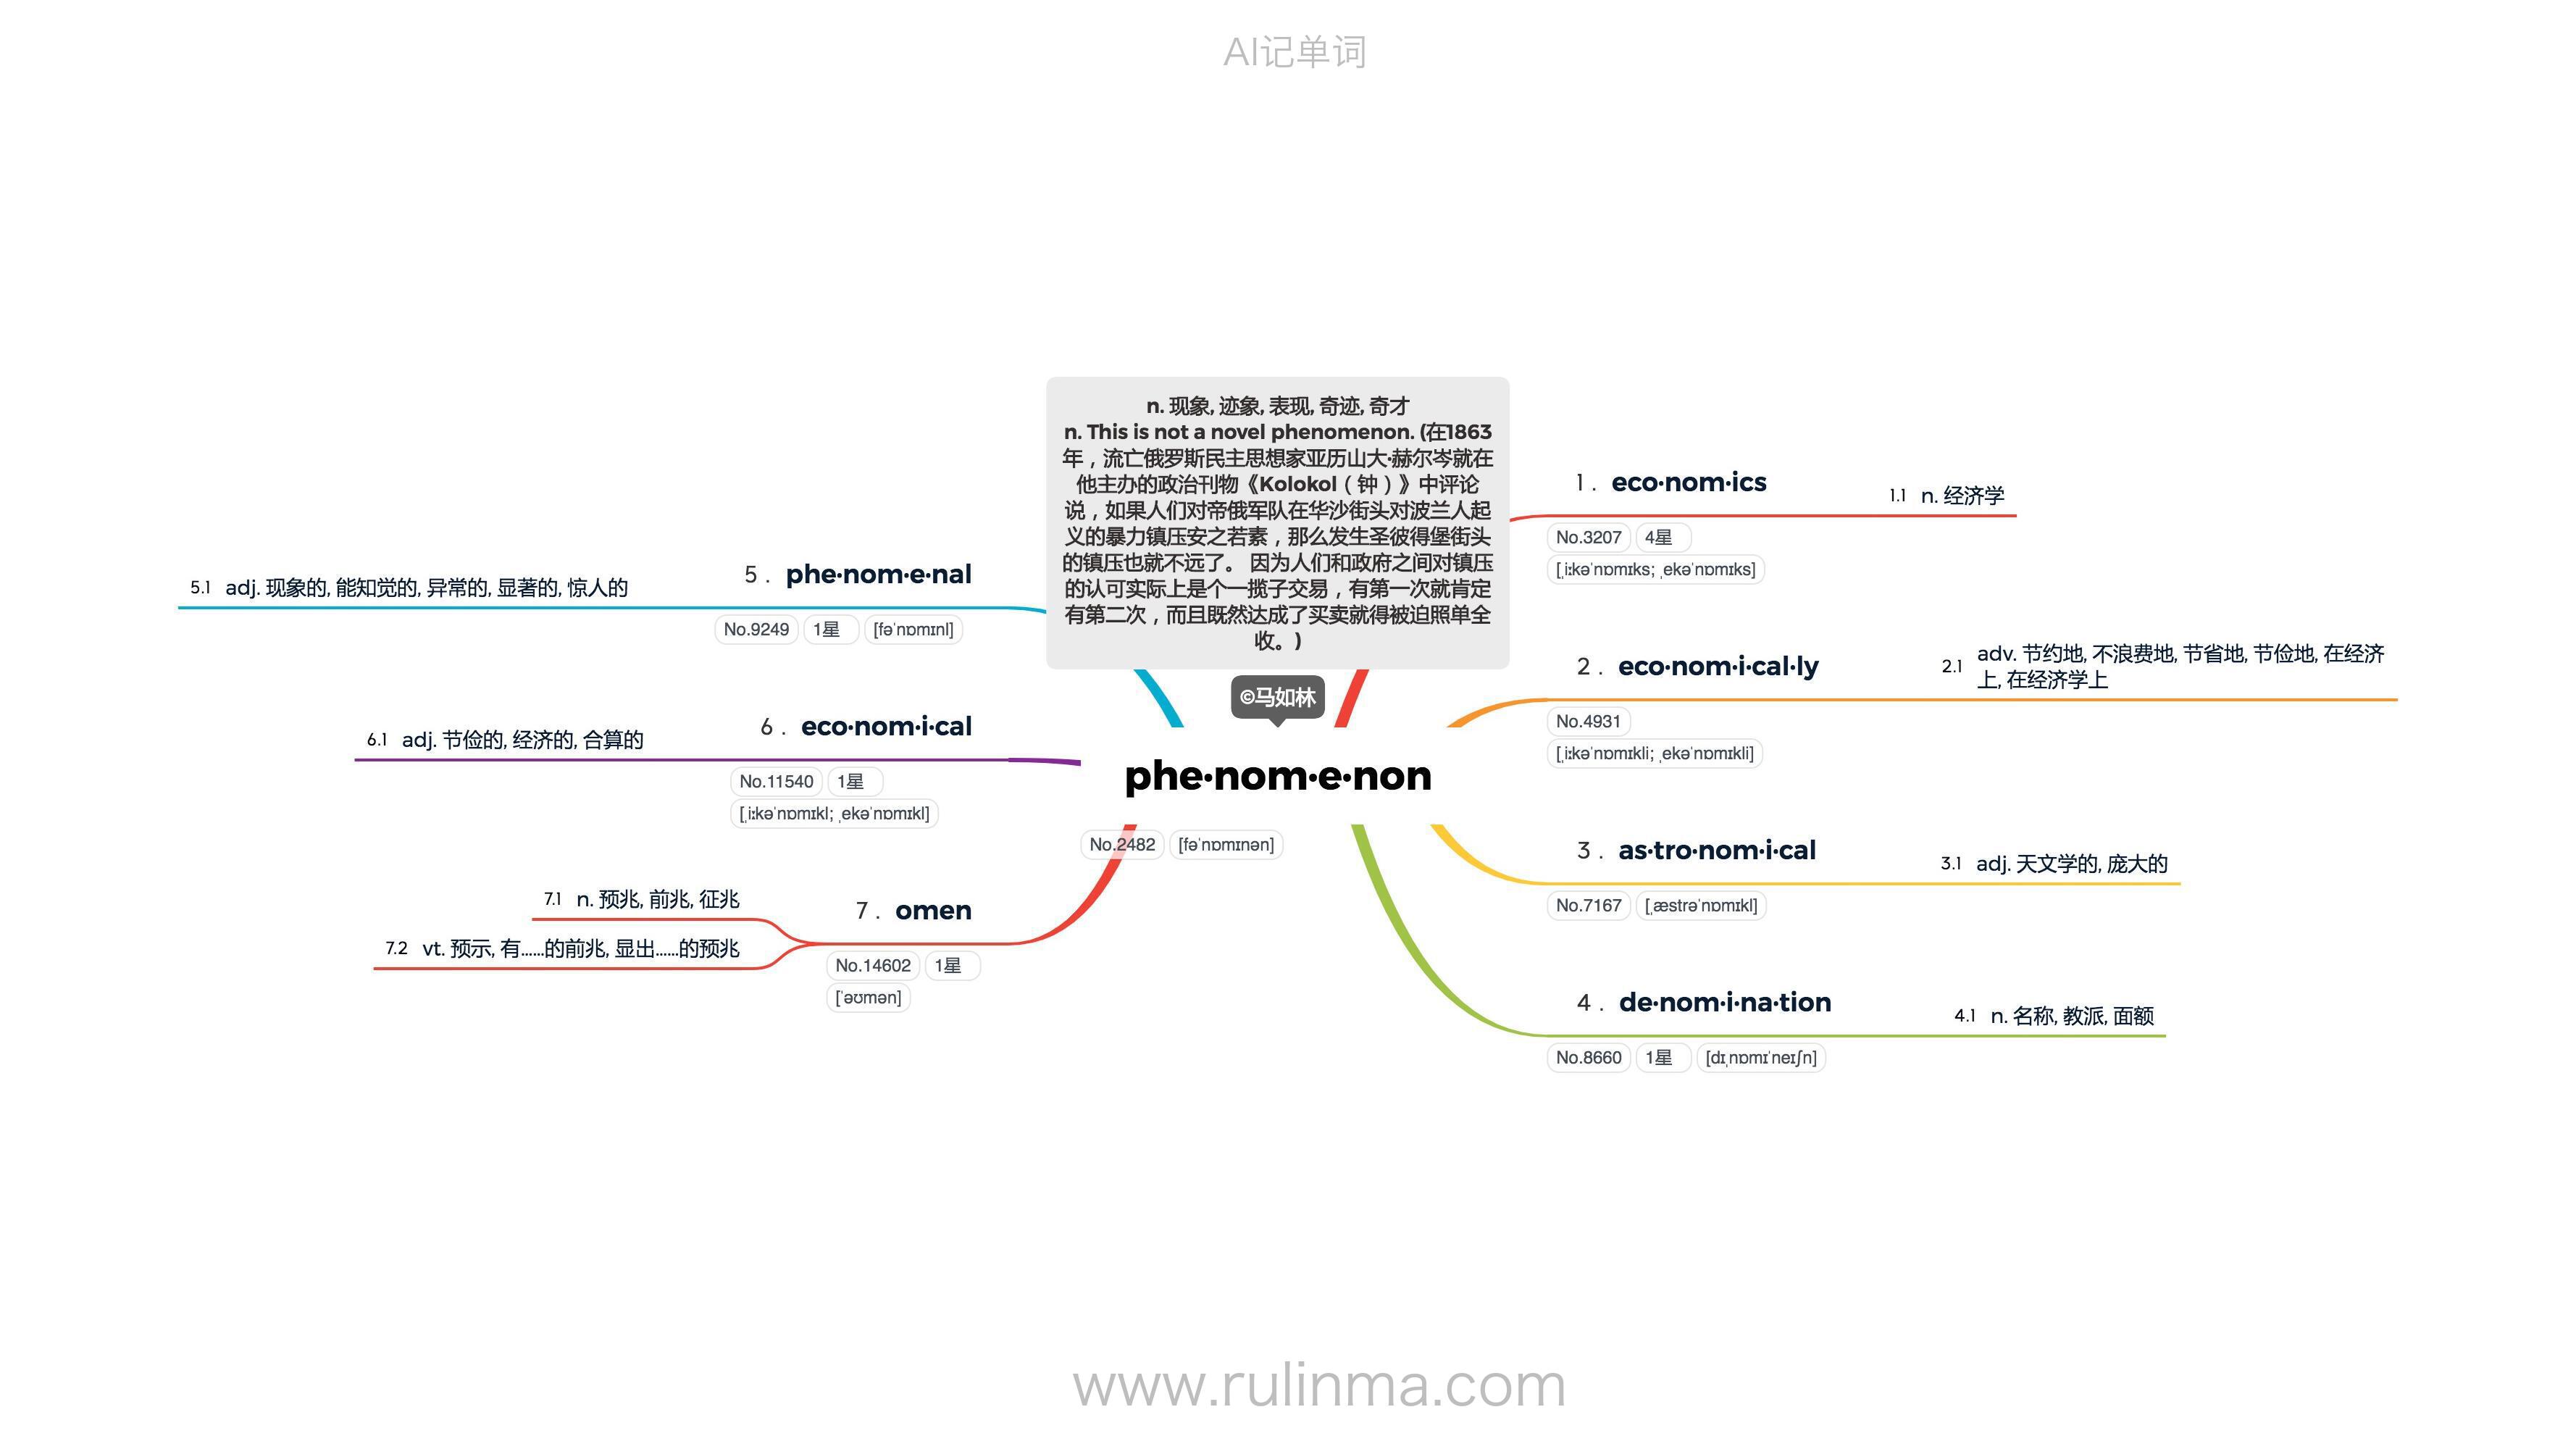 AI记单词
n. 现象, 迹象, 表现, 奇迹, 奇才
n. This is not a novel phenomenon. (在1863
年，流亡俄罗斯民主思想家亚历山大·赫尔岑就在
他主办的政治刊物《Kolokol（钟）》中评论
说，如果人们对帝俄军队在华沙街头对波兰人起
义的暴力镇压安之若素，那么发生圣彼得堡街头
的镇压也就不远了。 因为人们和政府之间对镇压
的认可实际上是个一揽子交易，有第一次就肯定
有第二次，而且既然达成了买卖就得被迫照单全
收。)
©马如林
phe·nom·e·non
No.2482 [fəˈnɒmɪnən]
1. eco·nom·ics
No.3207 4星
[ˌiːkəˈnɒmɪks; ˌekəˈnɒmɪks]
1.1 n. 经济学
2. eco·nom·i·cal·ly
No.4931
[ˌiːkəˈnɒmɪkli; ˌekəˈnɒmɪkli]
2.1 adv. 节约地, 不浪费地, 节省地, 节俭地, 在经济
上, 在经济学上
3. as·tro·nom·i·cal
No.7167 [ˌæstrəˈnɒmɪkl]
3.1 adj. 天文学的, 庞大的
4. de·nom·i·na·tion
No.8660 1星 [dɪˌnɒmɪˈneɪʃn]
4.1 n. 名称, 教派, 面额
5. phe·nom·e·nal
No.9249 1星 [fəˈnɒmɪnl]
5.1 adj. 现象的, 能知觉的, 异常的, 显著的, 惊人的
6. eco·nom·i·cal
No.11540 1星
[ˌiːkəˈnɒmɪkl; ˌekəˈnɒmɪkl]
6.1 adj. 节俭的, 经济的, 合算的
7. omen
No.14602 1星
[ˈəʊmən]
7.1 n. 预兆, 前兆, 征兆
7.2 vt. 预示, 有……的前兆, 显出……的预兆
www.rulinma.com